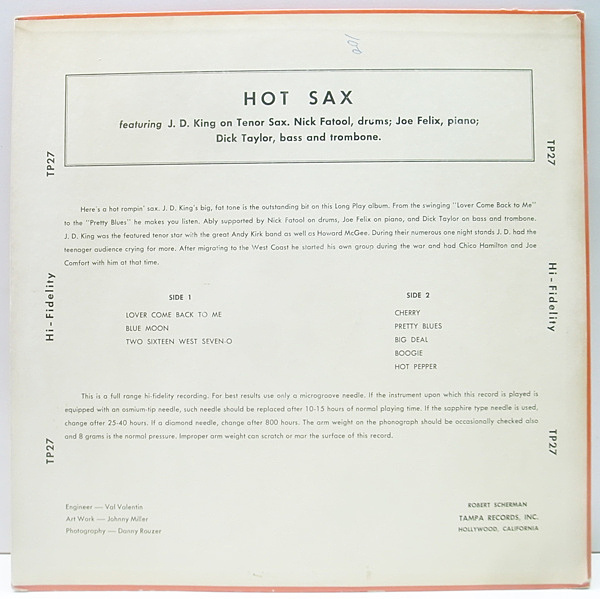 100
HOT SAX
featuring J. D. King on Tenor Sax. Nick Fatool, drums; Joe Felix, piano;
Dick Taylor, bass and trombone.
TP27
TP27
Here's a hot rompin' sax. J. D. King's big, fat tone is the outstanding bit on this Long Play album. From the swinging "Lover Come Back to Me"
to the "Pretty Blues" he makes you listen. Ably supported by Nick Fatool on drums, Joe Felix on piano, and Dick Taylor on bass and trombone.
J. D. King was the featured tenor star with the great Andy Kirk band as well as Howard McGee. During their numerous one night stands J. D. had the
teenager audience crying for more. After migrating to the West Coast he started his own group during the war and had Chico Hamilton and Joe
Comfort with him at that time.
Hi-Fidelity
Hi-Fidelity
SIDE 1
LOVER COME BACK TO ME
BLUE MOON
TWO SIXTEEN WEST SEVEN-O
SIDE 2
CHERRY
PRETTY BLUES
BIG DEAL
BOOGIE
HOT PEPPER
This is a full range hi-fidelity recording. For best results use only a microgroove needle. If the instrument upon which this record is played is
equipped with an osmium-tip needle, such needle should be replaced after 10-15 hours of normal playing time. If the sapphire type needle is used,
change after 25-40 hours. If a diamond needle, change after 800 hours. The arm weight on the phonograph should be occasionally checked also
and 8 grams is the normal pressure. Improper arm weight can scratch or mar the surface of this record.
TP27
TP27
Engineer — Val Valentin
Art Work — Johnny Miller
Photography — Danny Rouzer
ROBERT SCHERMAN
TAMPA RECORDS, INC.
HOLLYWOOD, CALIFORNIA